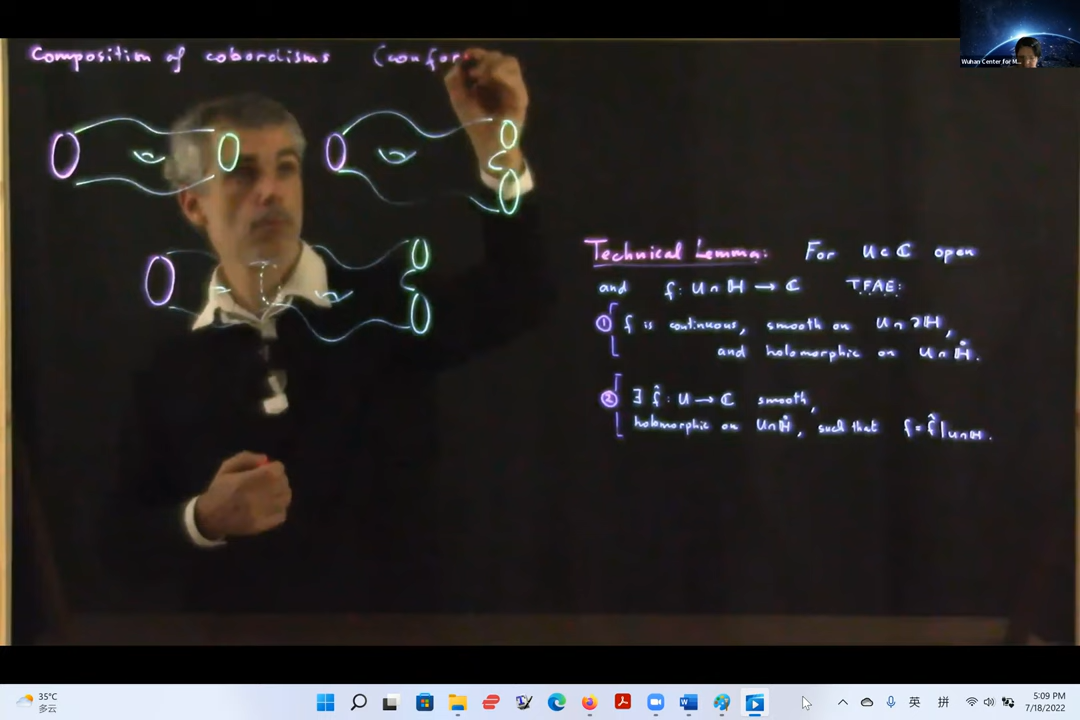 Composition of cobordisms (confor
Wuhan Center for M...
Technical Lemma: For U ⊂ ℂ open
and f : U ∩ ℍ → ℂ TFAE:
① f is continuous, smooth on U ∩ ∂ℍ,
and holomorphic on U ∩ ℍ̊.
② ∃ f̂ : U → ℂ smooth,
holomorphic on U ∩ ℍ̊, such that f = f̂|U∩ℍ.
35°C
多云
英 拼
5:09 PM
7/18/2022